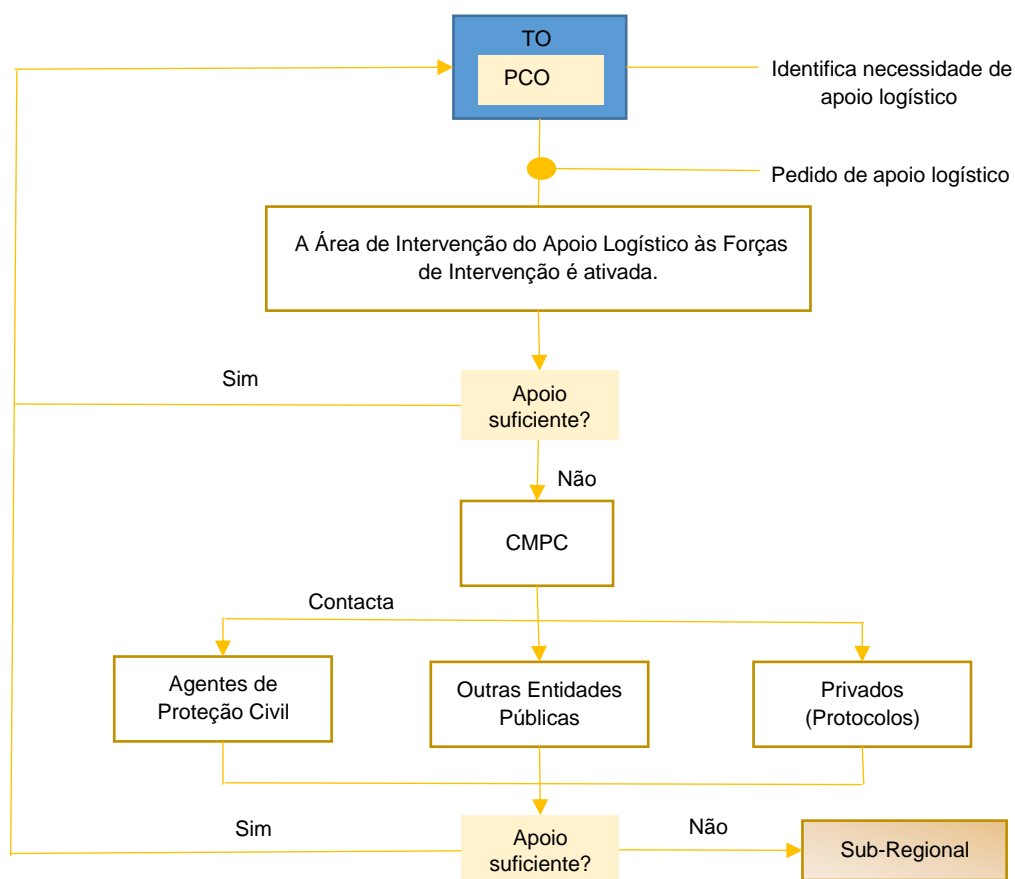 TO
PCO
Identifica necessidade de
apoio logístico
Pedido de apoio logístico
A Área de Intervenção do Apoio Logístico às Forças
de Intervenção é ativada.
Sim
Apoio
suficiente?
Não
CMPC
Contacta
Agentes de
Proteção Civil
Outras Entidades
Públicas
Privados
(Protocolos)
Sim
Apoio
suficiente?
Não
Sub-Regional